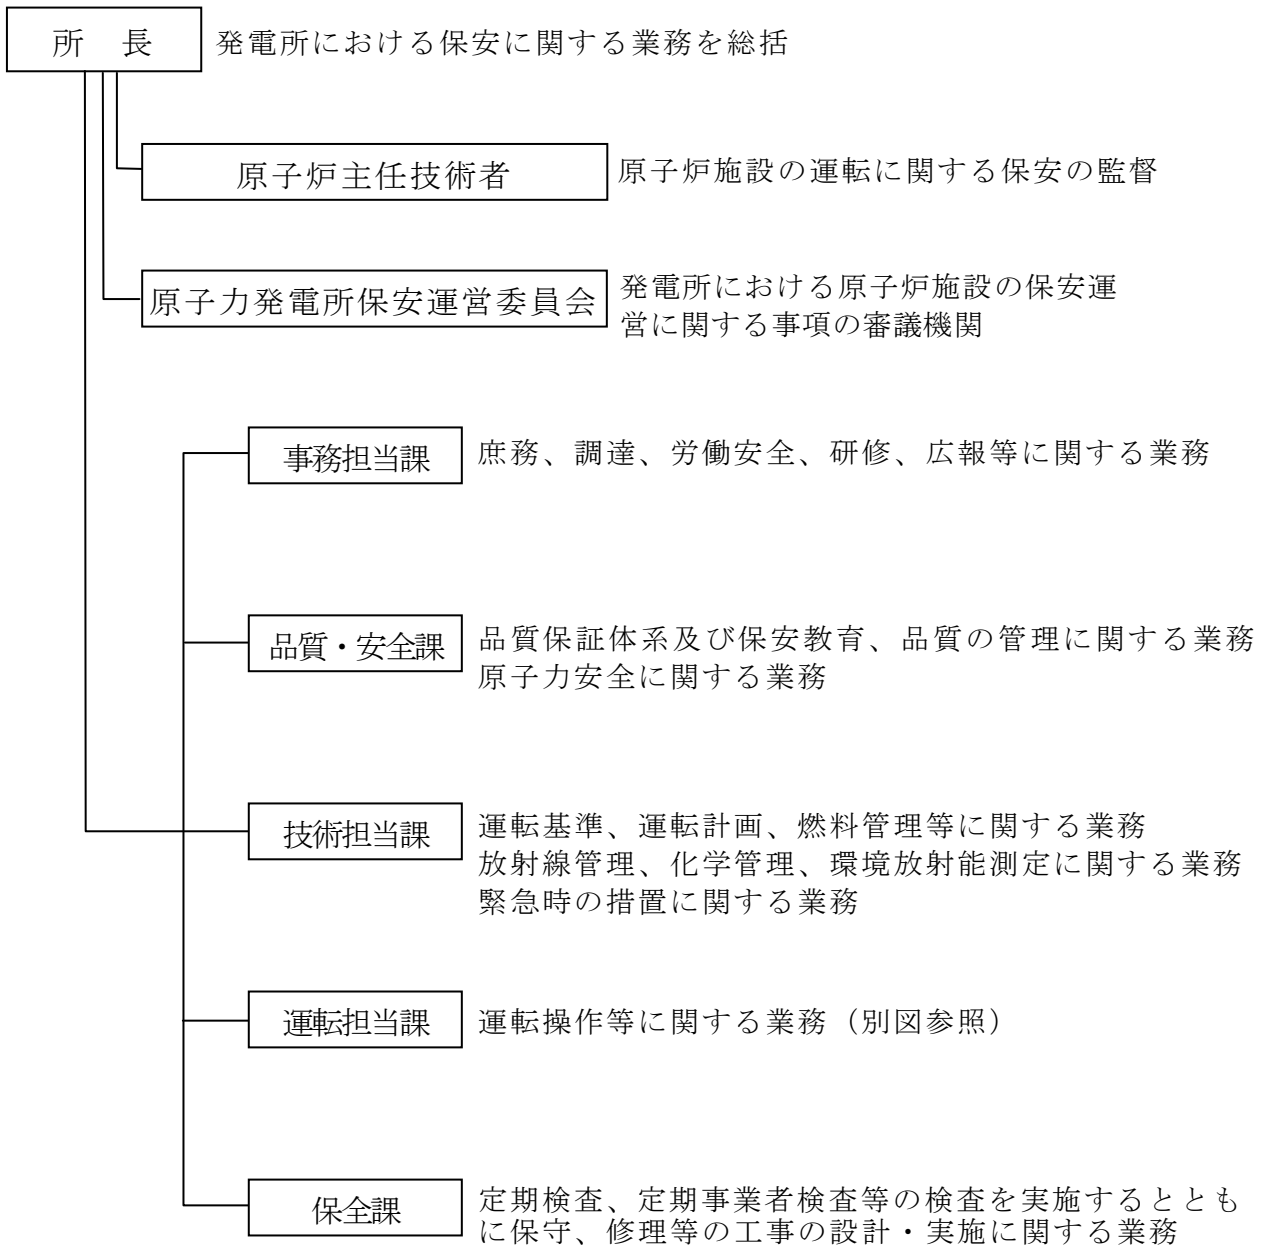 所　長
発電所における保安に関する業務を総括
原子炉主任技術者
原子炉施設の運転に関する保安の監督
原子力発電所保安運営委員会
発電所における原子炉施設の保安運
営に関する事項の審議機関
事務担当課
庶務、調達、労働安全、研修、広報等に関する業務
品質・安全課
品質保証体系及び保安教育、品質の管理に関する業務
原子力安全に関する業務
技術担当課
運転基準、運転計画、燃料管理等に関する業務
放射線管理、化学管理、環境放射能測定に関する業務
緊急時の措置に関する業務
運転担当課
運転操作等に関する業務（別図参照）
保全課
定期検査、定期事業者検査等の検査を実施するととも
に保守、修理等の工事の設計・実施に関する業務